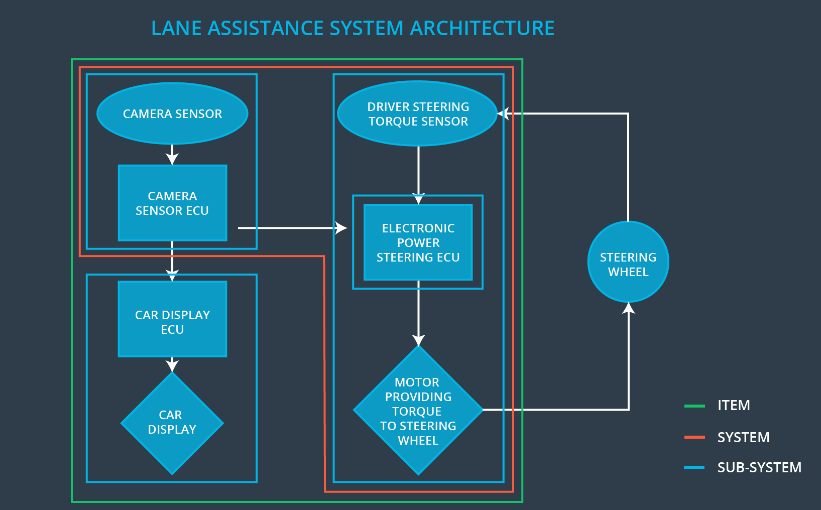 LANE ASSISTANCE SYSTEM ARCHITECTURE
CAMERA SENSOR
CAMERA
SENSOR ECU
CAR DISPLAY
ECU
CAR
DISPLAY
DRIVER STEERING
TORQUE SENSOR
ELECTRONIC
POWER
STEERING ECU
MOTOR
PROVIDING
TORQUE
TO STEERING
WHEEL
STEERING
WHEEL
ITEM
SYSTEM
SUB-SYSTEM